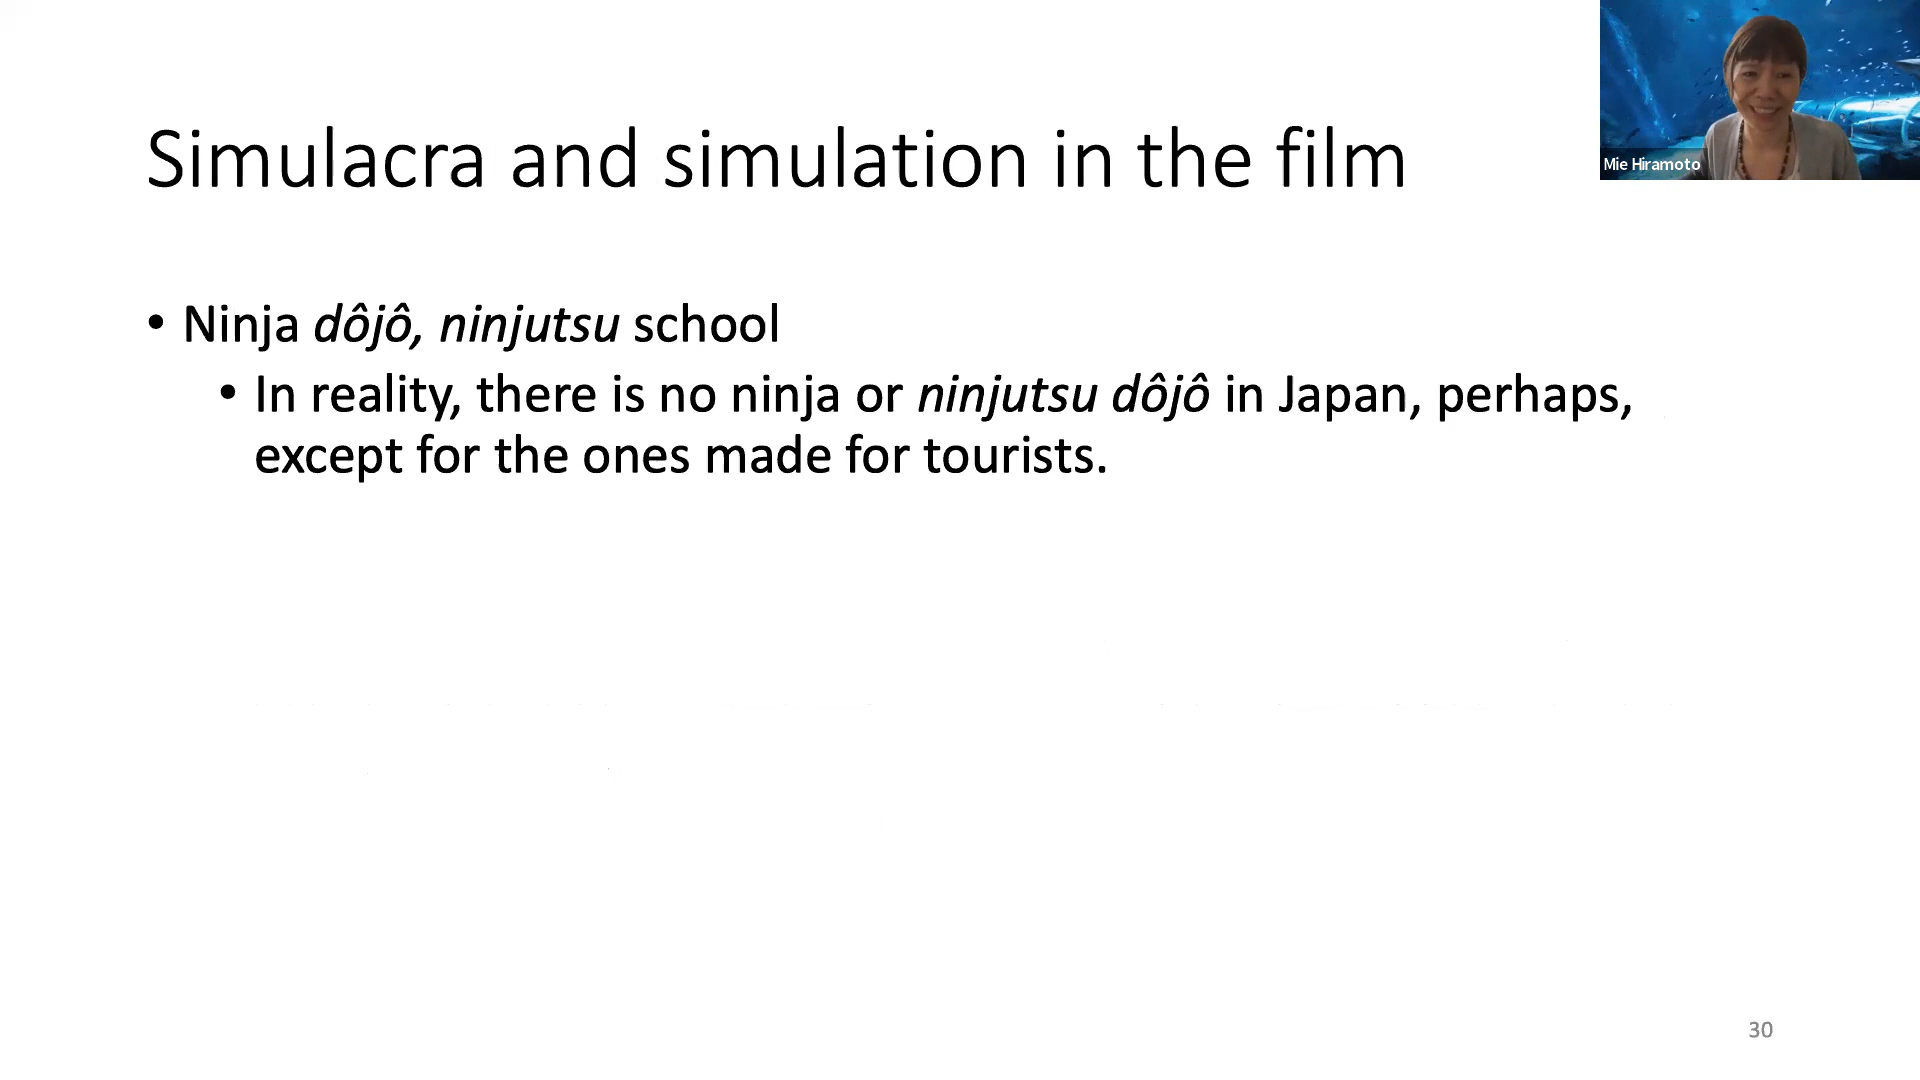 Simulacra and simulation in the film
Mie Hiramoto
• Ninja dôjô, ninjutsu school
• In reality, there is no ninja or ninjutsu dôjô in Japan, perhaps,
except for the ones made for tourists.
30